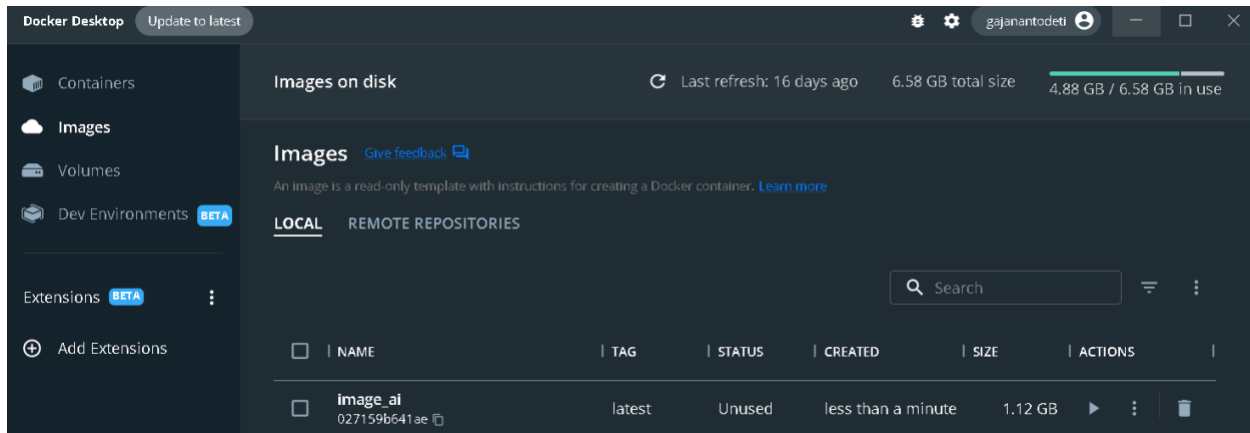 Docker Desktop Update to latest gajanantodeti
Containers
Images
Volumes
Dev Environments BETA
Extensions BETA
Add Extensions
Images on disk Last refresh: 16 days ago 6.58 GB total size 4.88 GB / 6.58 GB in use
Images Give feedback
An image is a read-only template with instructions for creating a Docker container. Learn more
LOCAL REMOTE REPOSITORIES
Search
NAME TAG STATUS CREATED SIZE ACTIONS
image_ai latest Unused less than a minute 1.12 GB
027159b641ae